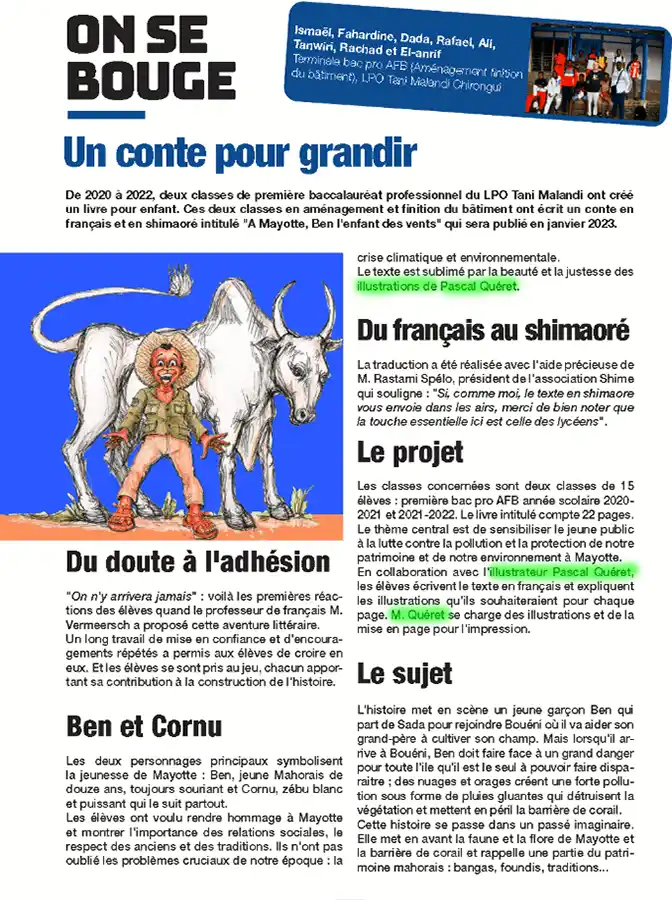 ON SE
BOUGE
Ismaël, Fahardine, Dada, Rafael, Ali,
Tanwiri, Rachad et El-anrif
Terminale bac pro AFB (Aménagement finition
du bâtiment), LPO Tani Malandi Chirongui
Un conte pour grandir
De 2020 à 2022, deux classes de première baccalauréat professionnel du LPO Tani Malandi ont créé
un livre pour enfant. Ces deux classes en aménagement et finition du bâtiment ont écrit un conte en
français et en shimaoré intitulé "A Mayotte, Ben l'enfant des vents" qui sera publié en janvier 2023.
Du doute à l'adhésion
"On n'y arrivera jamais" : voilà les premières réac-
tions des élèves quand le professeur de français M.
Vermeersch a proposé cette aventure littéraire.
Un long travail de mise en confiance et d'encoura-
gements répétés a permis aux élèves de croire en
eux. Et les élèves se sont pris au jeu, chacun appor-
tant sa contribution à la construction de l'histoire.
Ben et Cornu
Les deux personnages principaux symbolisent
la jeunesse de Mayotte : Ben, jeune Mahorais de
douze ans, toujours souriant et Cornu, zébu blanc
et puissant qui le suit partout.
Les élèves ont voulu rendre hommage à Mayotte
et montrer l'importance des relations sociales, le
respect des anciens et des traditions. Ils n'ont pas
oublié les problèmes cruciaux de notre époque : la
crise climatique et environnementale.
Le texte est sublimé par la beauté et la justesse des
illustrations de Pascal Quéret.
Du français au shimaoré
La traduction a été réalisée avec l'aide précieuse de
M. Rastami Spélo, président de l'association Shime
qui souligne : "Si, comme moi, le texte en shimaore
vous envoie dans les airs, merci de bien noter que
la touche essentielle ici est celle des lycéens".
Le projet
Les classes concernées sont deux classes de 15
élèves : première bac pro AFB année scolaire 2020-
2021 et 2021-2022. Le livre intitulé compte 22 pages.
Le thème central est de sensibiliser le jeune public
à la lutte contre la pollution et la protection de notre
patrimoine et de notre environnement à Mayotte.
En collaboration avec l'illustrateur Pascal Quéret,
les élèves écrivent le texte en français et expliquent
les illustrations qu'ils souhaiteraient pour chaque
page. M. Quéret se charge des illustrations et de la
mise en page pour l'impression.
Le sujet
L'histoire met en scène un jeune garçon Ben qui
part de Sada pour rejoindre Bouéni où il va aider son
grand-père à cultiver son champ. Mais lorsqu'il ar-
rive à Bouéni, Ben doit faire face à un grand danger
pour toute l'ile qu'il est le seul à pouvoir faire dispa-
raitre ; des nuages et orages créent une forte pollu-
tion sous forme de pluies gluantes qui détruisent la
végétation et mettent en péril la barrière de corail.
Cette histoire se passe dans un passé imaginaire.
Elle met en avant la faune et la flore de Mayotte et
la barrière de corail et rappelle une partie du patri-
moine mahorais : bangas, foundis, traditions...